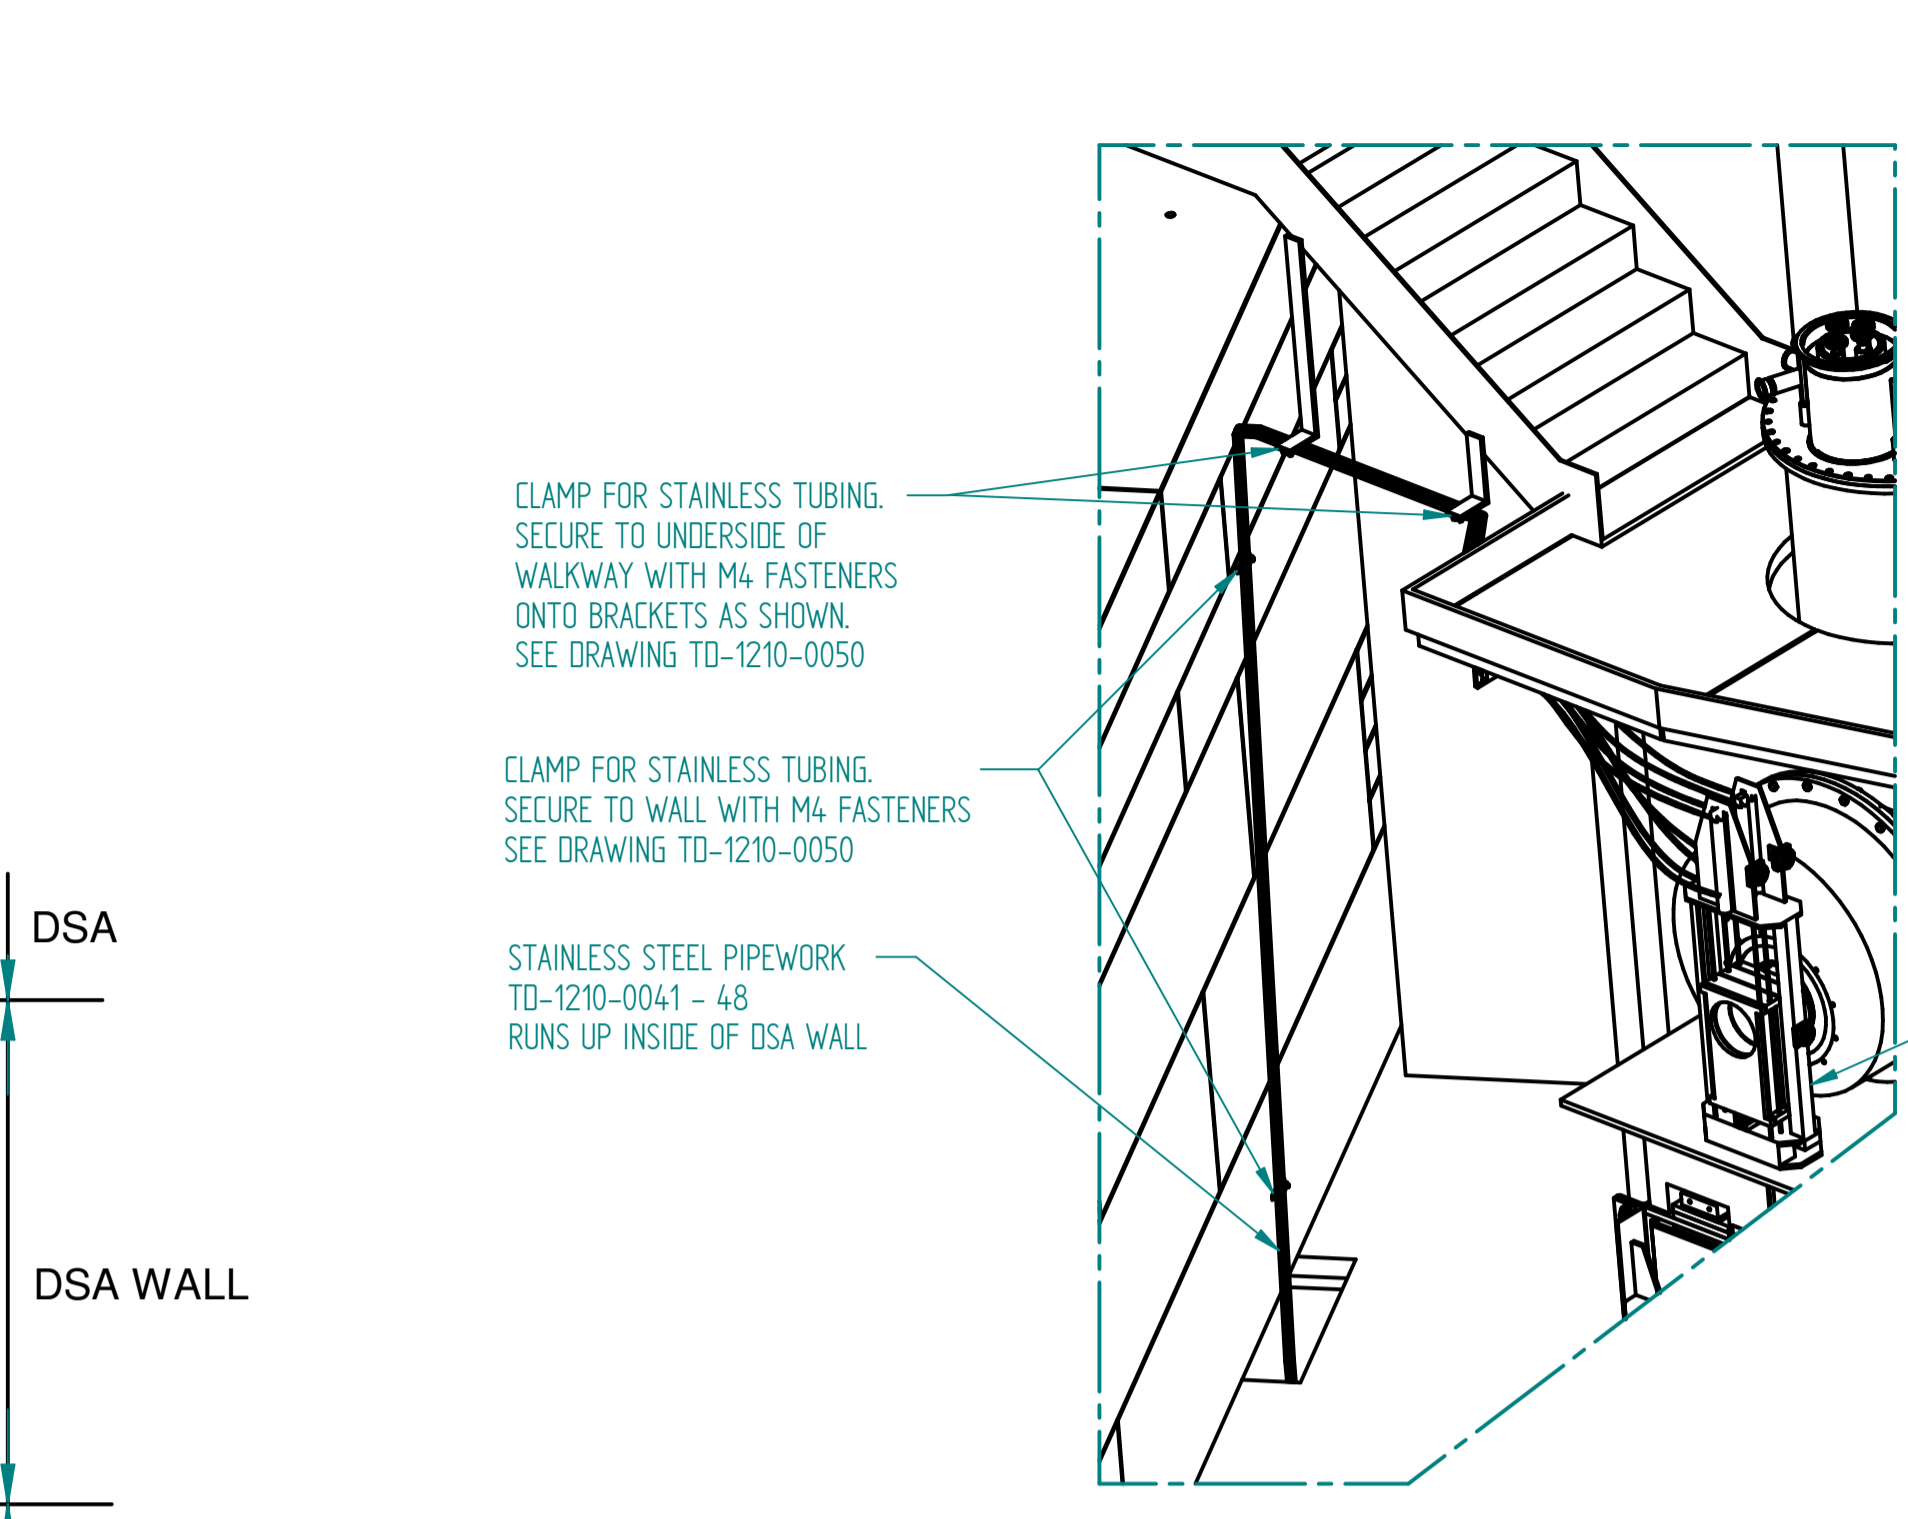 CLAMP FOR STAINLESS TUBING.
SECURE TO UNDERSIDE OF
WALKWAY WITH M4 FASTENERS
ONTO BRACKETS AS SHOWN.
SEE DRAWING TD-1210-0050
CLAMP FOR STAINLESS TUBING.
SECURE TO WALL WITH M4 FASTENERS
SEE DRAWING TD-1210-0050
STAINLESS STEEL PIPEWORK
TD-1210-0041 - 48
RUNS UP INSIDE OF DSA WALL
DSA
DSA WALL